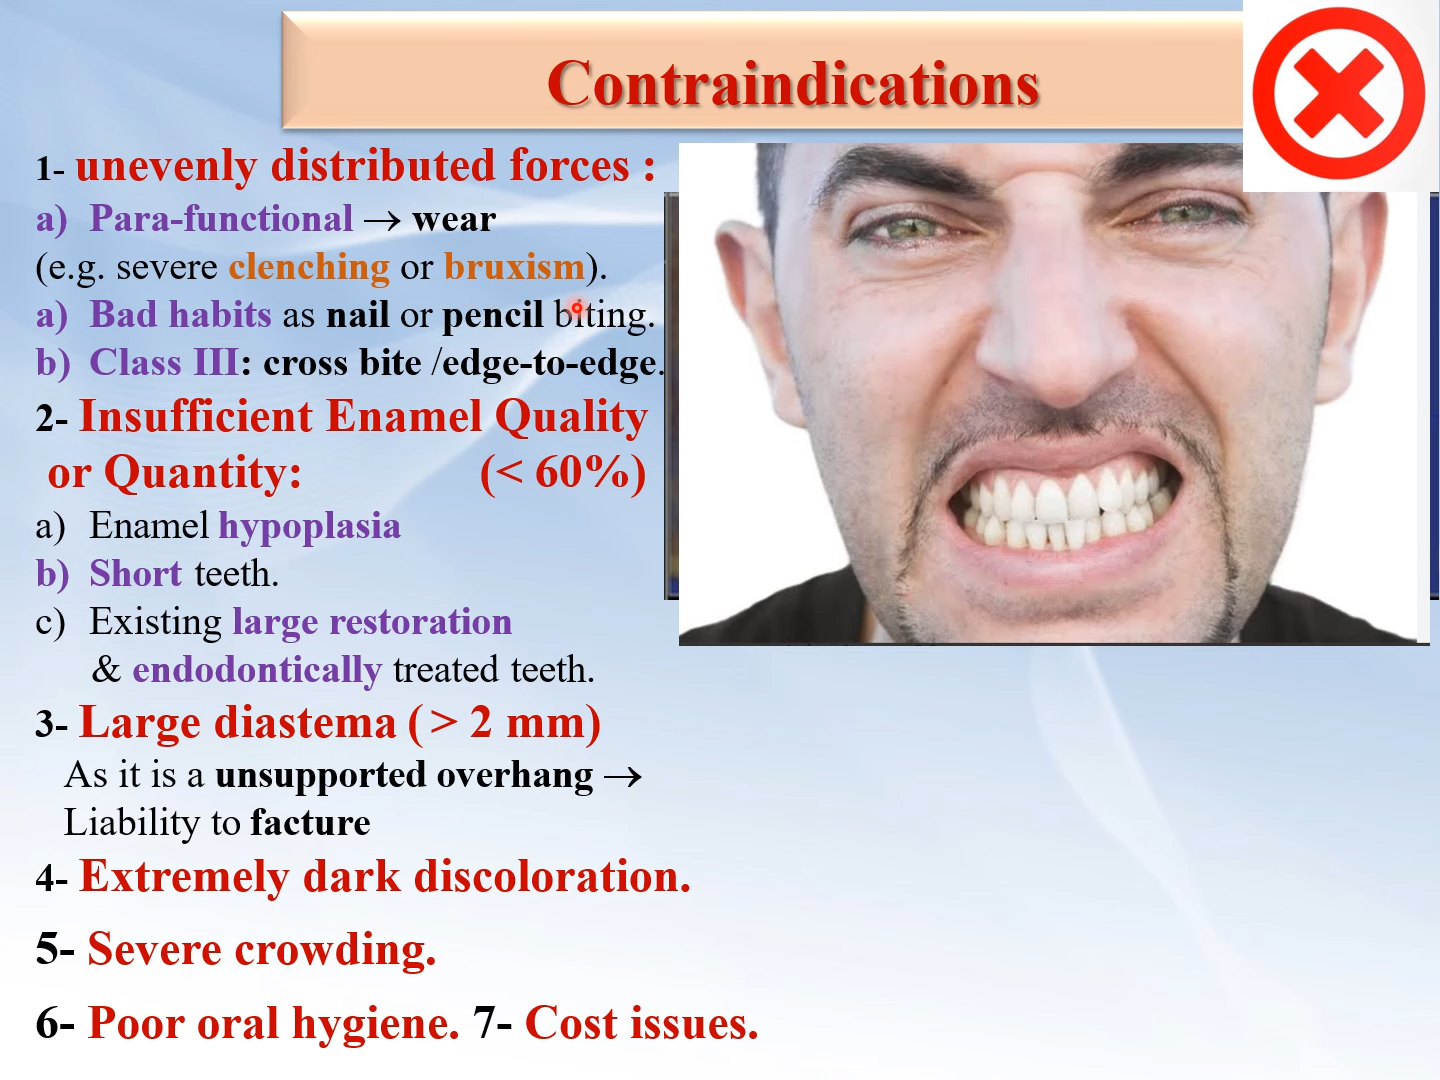 Contraindications
1- unevenly distributed forces :
a) Para-functional → wear
(e.g. severe clenching or bruxism).
a) Bad habits as nail or pencil biting.
b) Class III: cross bite /edge-to-edge.
2- Insufficient Enamel Quality
or Quantity: (< 60%)
a) Enamel hypoplasia
b) Short teeth.
c) Existing large restoration
& endodontically treated teeth.
3- Large diastema ( > 2 mm)
As it is a unsupported overhang →
Liability to facture
4- Extremely dark discoloration.
5- Severe crowding.
6- Poor oral hygiene. 7- Cost issues.